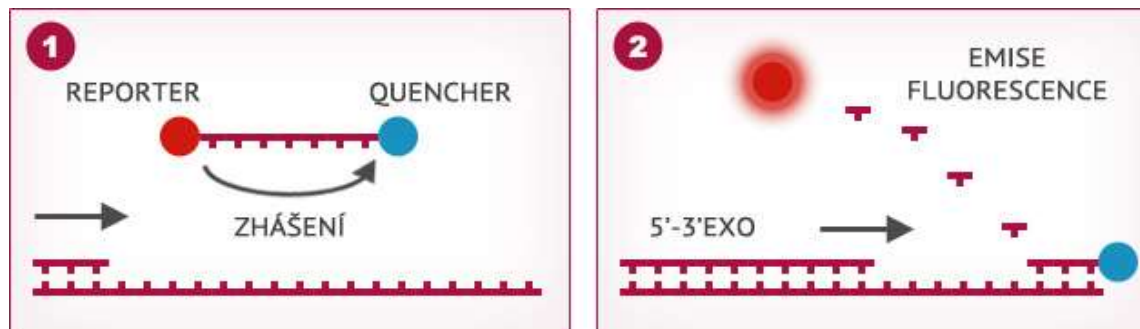 1
REPORTER
QUENCHER
ZHÁŠENÍ
2
EMISE
FLUORESCENCE
5'-3'EXO